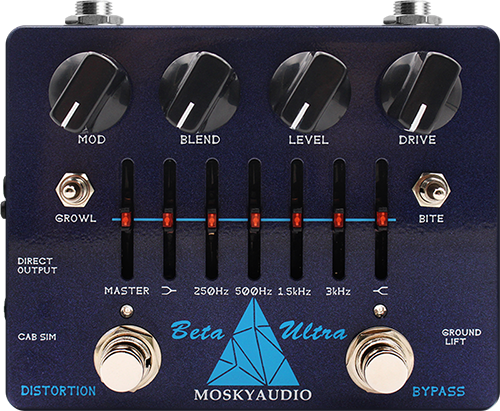 MOD BLEND LEVEL DRIVE
GROWL BITE
DIRECT
OUTPUT
MASTER 250Hz 500Hz 1.5kHz 3kHz
CAB SIM
Beta Ultra
GROUND
LIFT
DISTORTION
BYPASS
MOSKYAUDIO